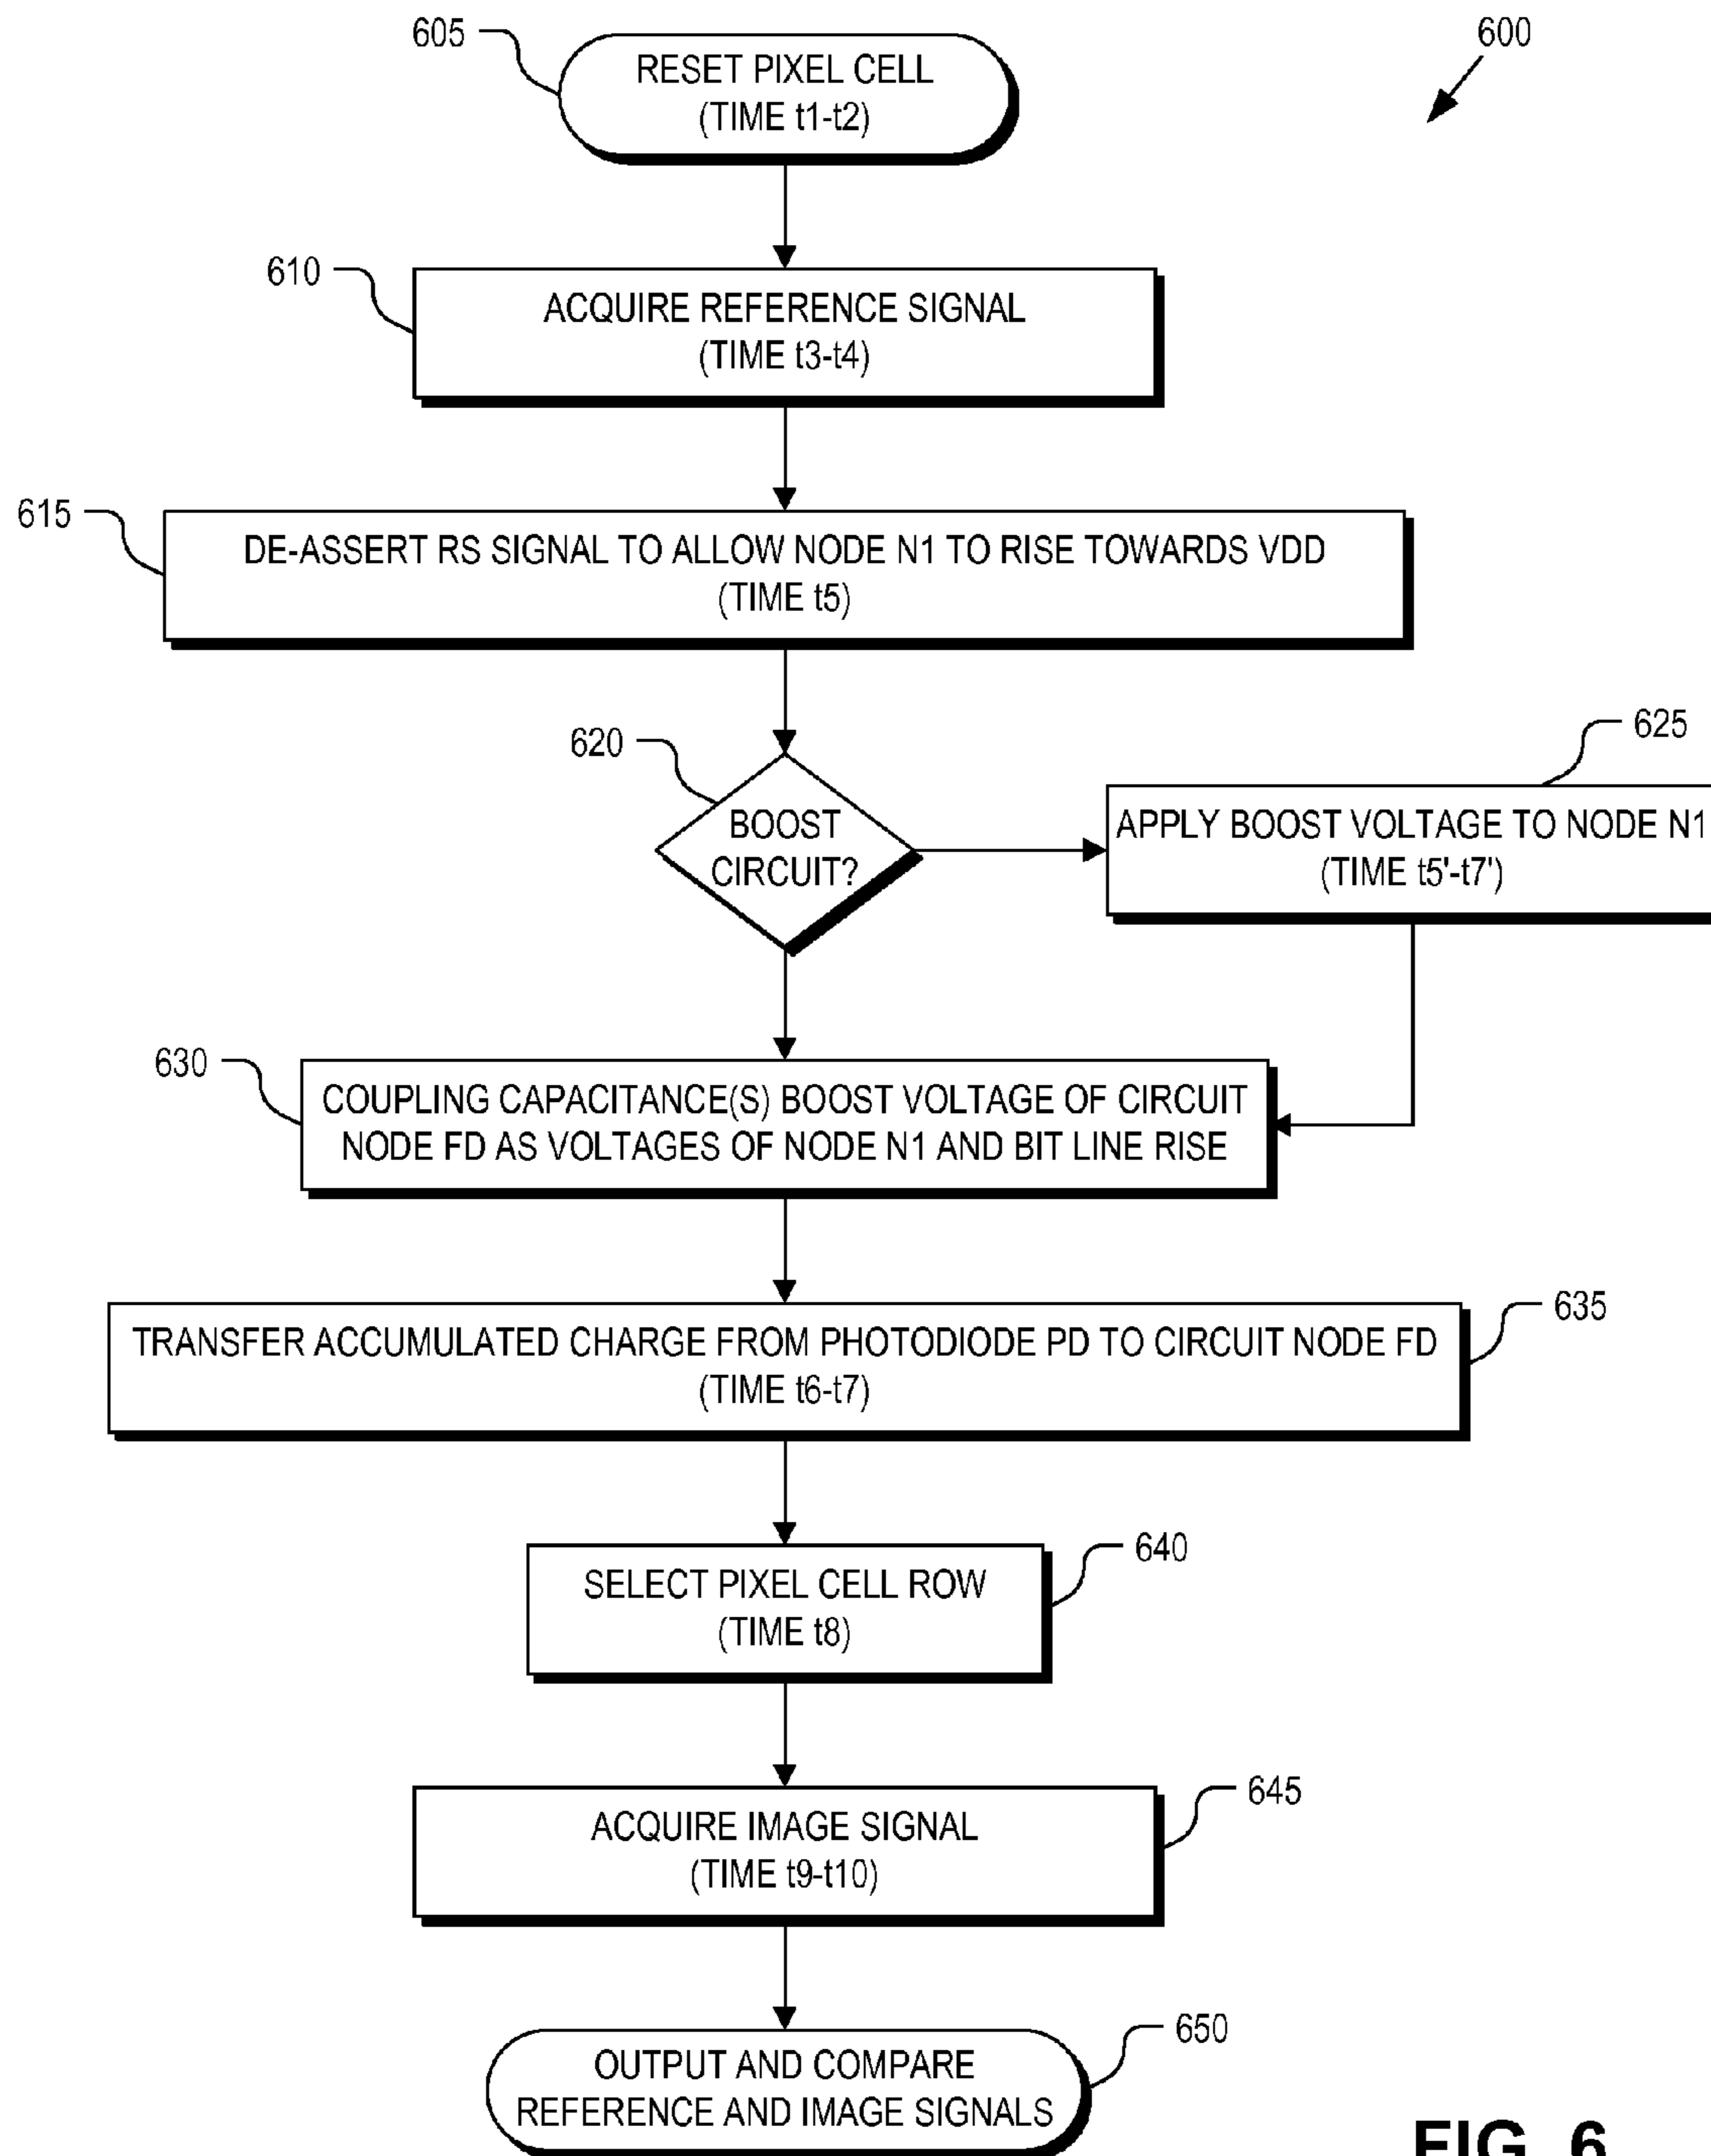 605
RESET PIXEL CELL
(TIME t1-t2)
600
610
ACQUIRE REFERENCE SIGNAL
(TIME t3-t4)
615
DE-ASSERT RS SIGNAL TO ALLOW NODE N1 TO RISE TOWARDS VDD
(TIME t5)
620
BOOST
CIRCUIT?
625
APPLY BOOST VOLTAGE TO NODE N1
(TIME t5'-t7')
630
COUPLING CAPACITANCE(S) BOOST VOLTAGE OF CIRCUIT
NODE FD AS VOLTAGES OF NODE N1 AND BIT LINE RISE
635
TRANSFER ACCUMULATED CHARGE FROM PHOTODIODE PD TO CIRCUIT NODE FD
(TIME t6-t7)
640
SELECT PIXEL CELL ROW
(TIME t8)
645
ACQUIRE IMAGE SIGNAL
(TIME t9-t10)
650
OUTPUT AND COMPARE
REFERENCE AND IMAGE SIGNALS
FIG. 6